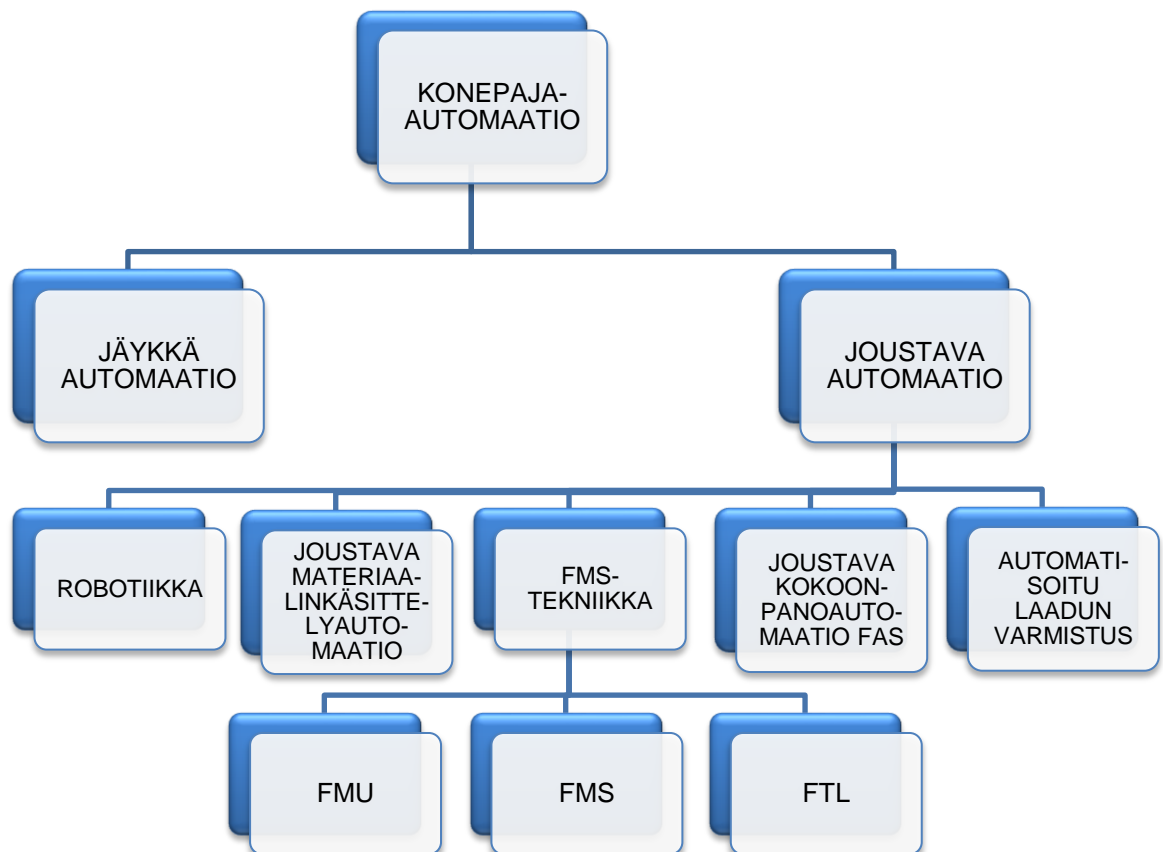 KONEPAJA-
AUTOMAATIO
JÄYKKÄ
AUTOMAATIO
JOUSTAVA
AUTOMAATIO
ROBOTIIKKA
JOUSTAVA
MATERIAA-
LINKÄSITTE-
LYAUTO-
MAATIO
FMS-
TEKNIIKKA
JOUSTAVA
KOKOON-
PANOAUTO-
MAATIO FAS
AUTOMATI-
SOITU
LAADUN
VARMISTUS
FMU
FMS
FTL